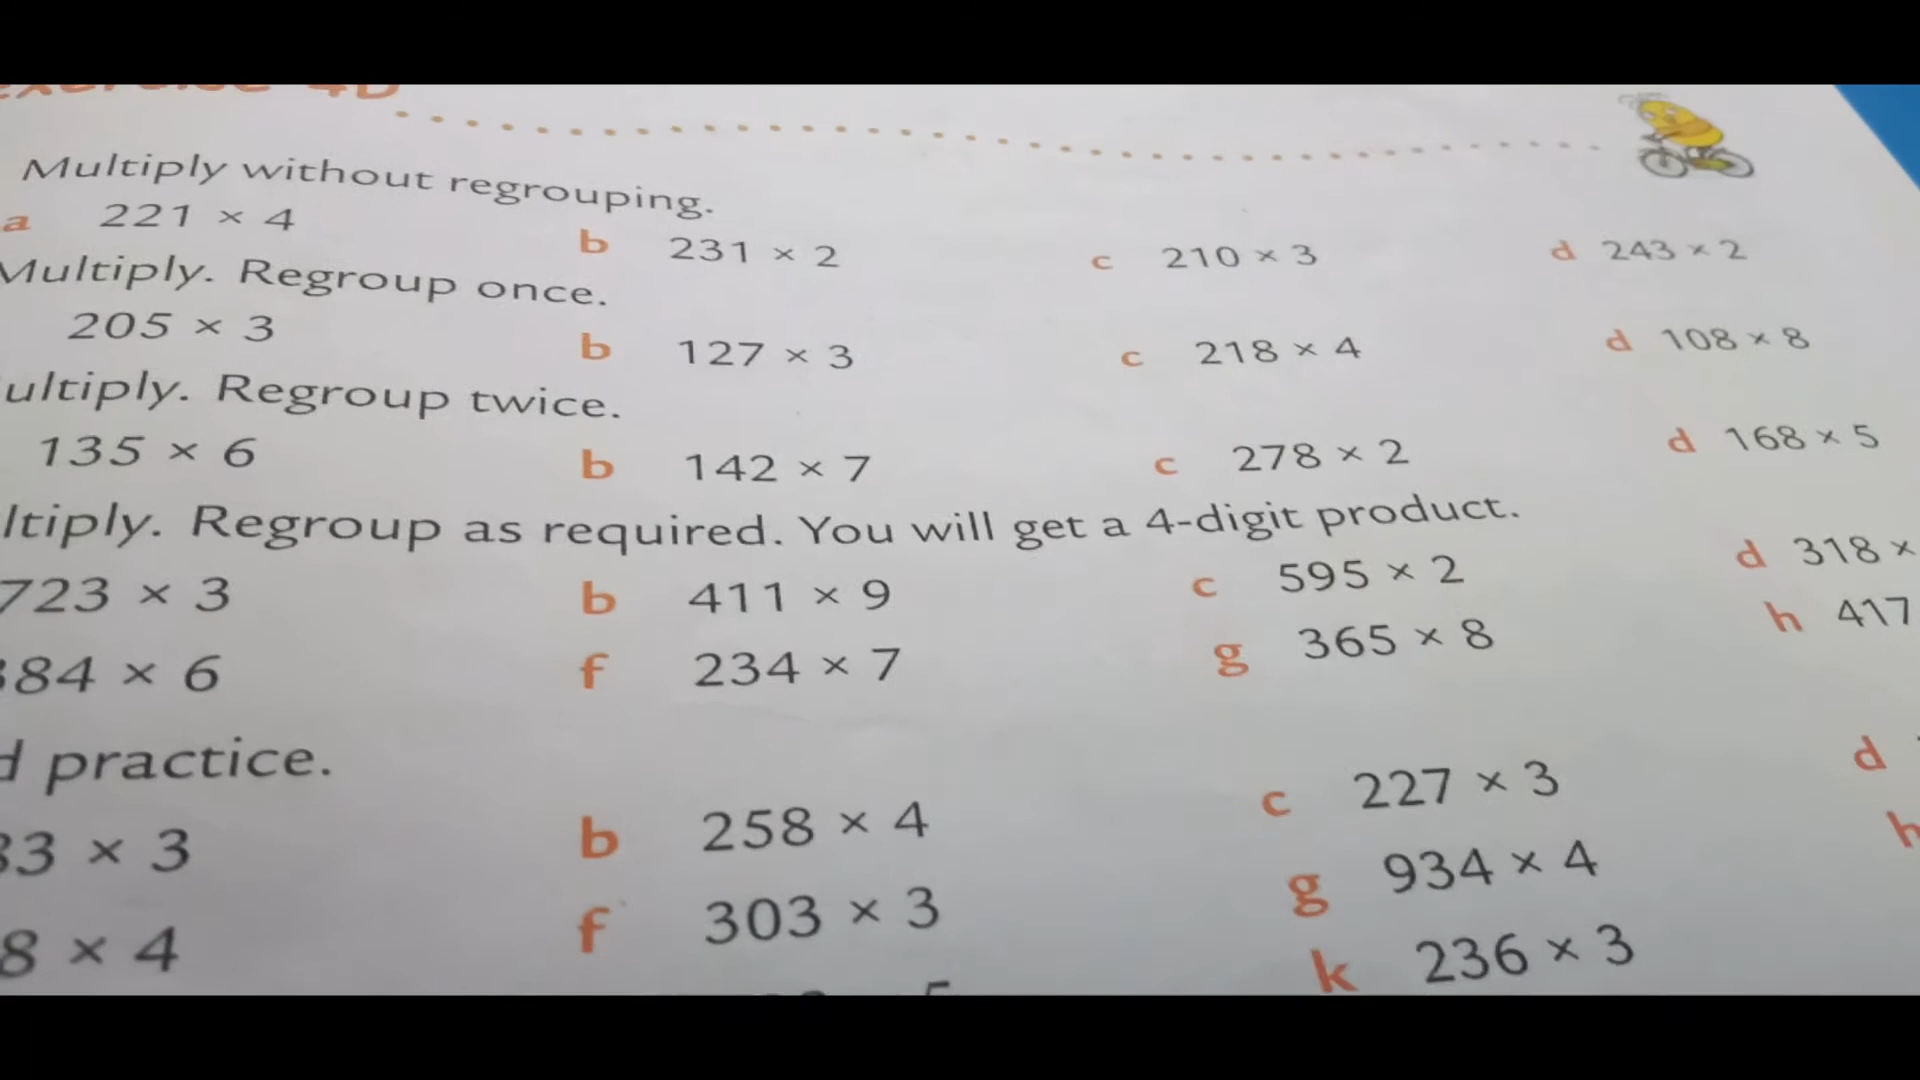 Exercise 4D
Multiply without regrouping.
a 221 × 4 b 231 × 2 c 210 × 3 d 243 × 2
Multiply. Regroup once.
205 × 3 b 127 × 3 c 218 × 4 d 108 × 8
ultiply. Regroup twice.
135 × 6 b 142 × 7 c 278 × 2 d 168 × 5
ltiply. Regroup as required. You will get a 4-digit product.
723 × 3 b 411 × 9 c 595 × 2 d 318 ×
84 × 6 f 234 × 7 g 365 × 8 h 417
d practice.
33 × 3 b 258 × 4 c 227 × 3 d
8 × 4 f 303 × 3 g 934 × 4 h
k 236 × 3